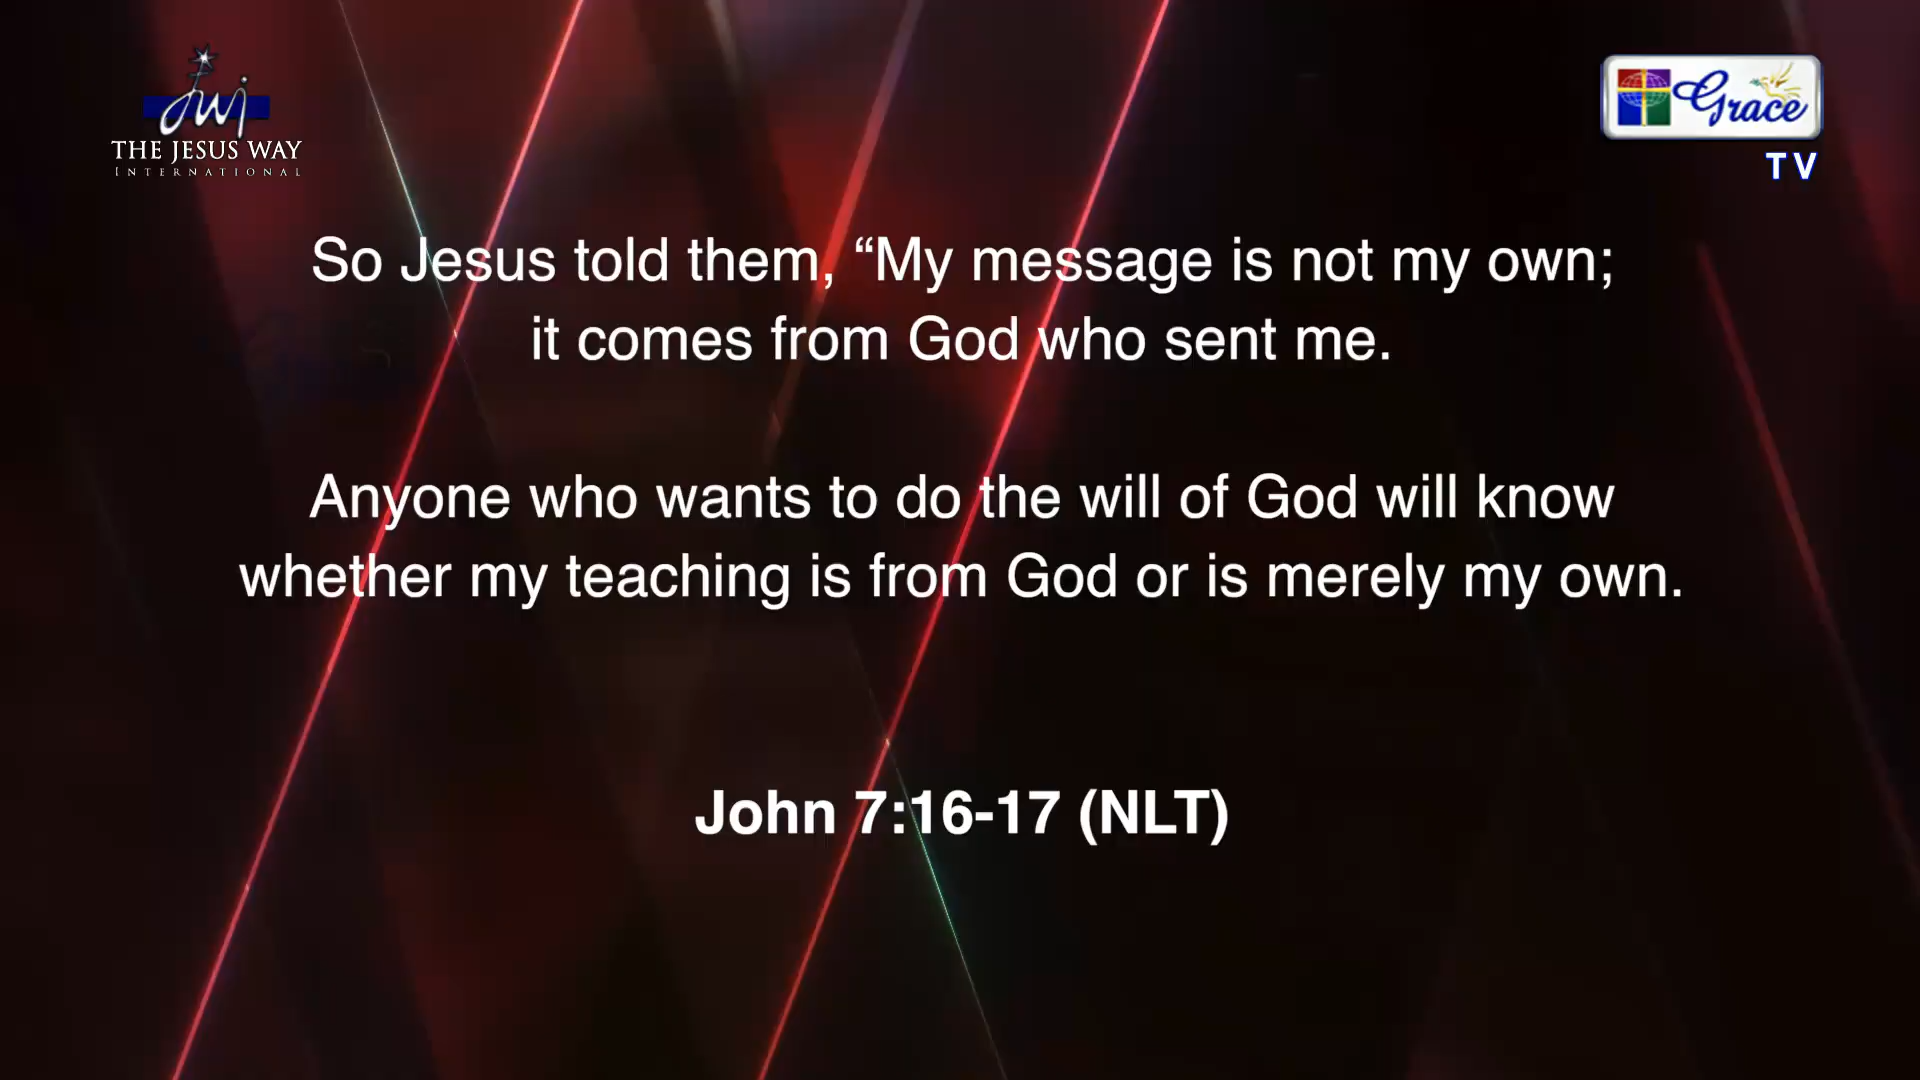 jwi
THE JESUS WAY
INTERNATIONAL
Grace
TV
So Jesus told them, “My message is not my own;
it comes from God who sent me.
Anyone who wants to do the will of God will know
whether my teaching is from God or is merely my own.
John 7:16-17 (NLT)